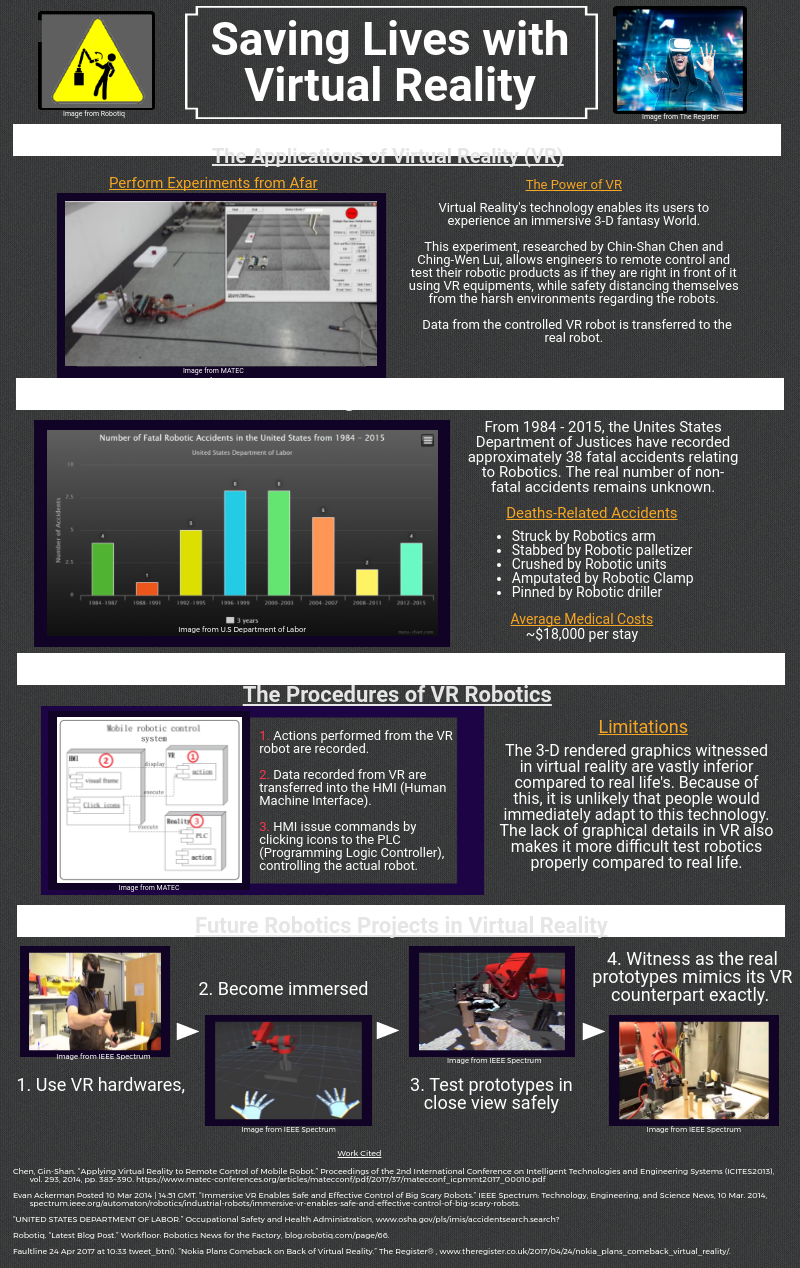 Saving Lives with
Virtual Reality
Image from Robotiq
Image from The Register
The Applications of Virtual Reality (VR)
Perform Experiments from Afar
Image from MATEC
The Power of VR
Virtual Reality's technology enables its users to
experience an immersive 3-D fantasy World.
This experiment, researched by Chin-Shan Chen and
Ching-Wen Lui, allows engineers to remote control and
test their robotic products as if they are right in front of it
using VR equipments, while safety distancing themselves
from the harsh environments regarding the robots.
Data from the controlled VR robot is transferred to the
real robot.
Number of Fatal Robotic Accidents in the United States from 1984 - 2015
United States Department of Labor
Number of Accidents
10
7.5
5
2.5
0
4
1
5
8
8
6
2
4
1984-1987
1988-1991
1992-1995
1996-1999
2000-2003
2004-2007
2008-2011
2012-2015
3 years
Image from U.S Department of Labor
meta-chart.com
From 1984 - 2015, the Unites States
Department of Justices have recorded
approximately 38 fatal accidents relating
to Robotics. The real number of non-
fatal accidents remains unknown.
Deaths-Related Accidents
• Struck by Robotics arm
• Stabbed by Robotic palletizer
• Crushed by Robotic units
• Amputated by Robotic Clamp
• Pinned by Robotic driller
Average Medical Costs
~$18,000 per stay
The Procedures of VR Robotics
Mobile robotic control
system
HMI
2
visual frame
Click icons
display
execute
execute
VR
1
action
Reality
3
PLC
action
Image from MATEC
1. Actions performed from the VR
robot are recorded.
2. Data recorded from VR are
transferred into the HMI (Human
Machine Interface).
3. HMI issue commands by
clicking icons to the PLC
(Programming Logic Controller),
controlling the actual robot.
Limitations
The 3-D rendered graphics witnessed
in virtual reality are vastly inferior
compared to real life's. Because of
this, it is unlikely that people would
immediately adapt to this technology.
The lack of graphical details in VR also
makes it more difficult test robotics
properly compared to real life.
Future Robotics Projects in Virtual Reality
Image from IEEE Spectrum
1. Use VR hardwares,
2. Become immersed
Image from IEEE Spectrum
Image from IEEE Spectrum
3. Test prototypes in
close view safely
4. Witness as the real
prototypes mimics its VR
counterpart exactly.
Image from IEEE Spectrum
Work Cited
Chen, Gin-Shan. "Applying Virtual Reality to Remote Control of Mobile Robot." Proceedings of the 2nd International Conference on Intelligent Technologies and Engineering Systems (ICITES2013),
vol. 293, 2014, pp. 383-390. https://www.matec-conferences.org/articles/matecconf/pdf/2017/37/matecconf_icpmmt2017_00010.pdf
Evan Ackerman Posted 10 Mar 2014 | 14:51 GMT. "Immersive VR Enables Safe and Effective Control of Big Scary Robots." IEEE Spectrum: Technology, Engineering, and Science News, 10 Mar. 2014,
spectrum.ieee.org/automaton/robotics/industrial-robots/immersive-vr-enables-safe-and-effective-control-of-big-scary-robots.
"UNITED STATES DEPARTMENT OF LABOR." Occupational Safety and Health Administration, www.osha.gov/pls/imis/accidentsearch.search?
Robotiq. "Latest Blog Post." Workfloor: Robotics News for the Factory, blog.robotiq.com/page/66.
Faultline 24 Apr 2017 at 10:33 tweet_btn(). "Nokia Plans Comeback on Back of Virtual Reality." The Register® , www.theregister.co.uk/2017/04/24/nokia_plans_comeback_virtual_reality/.